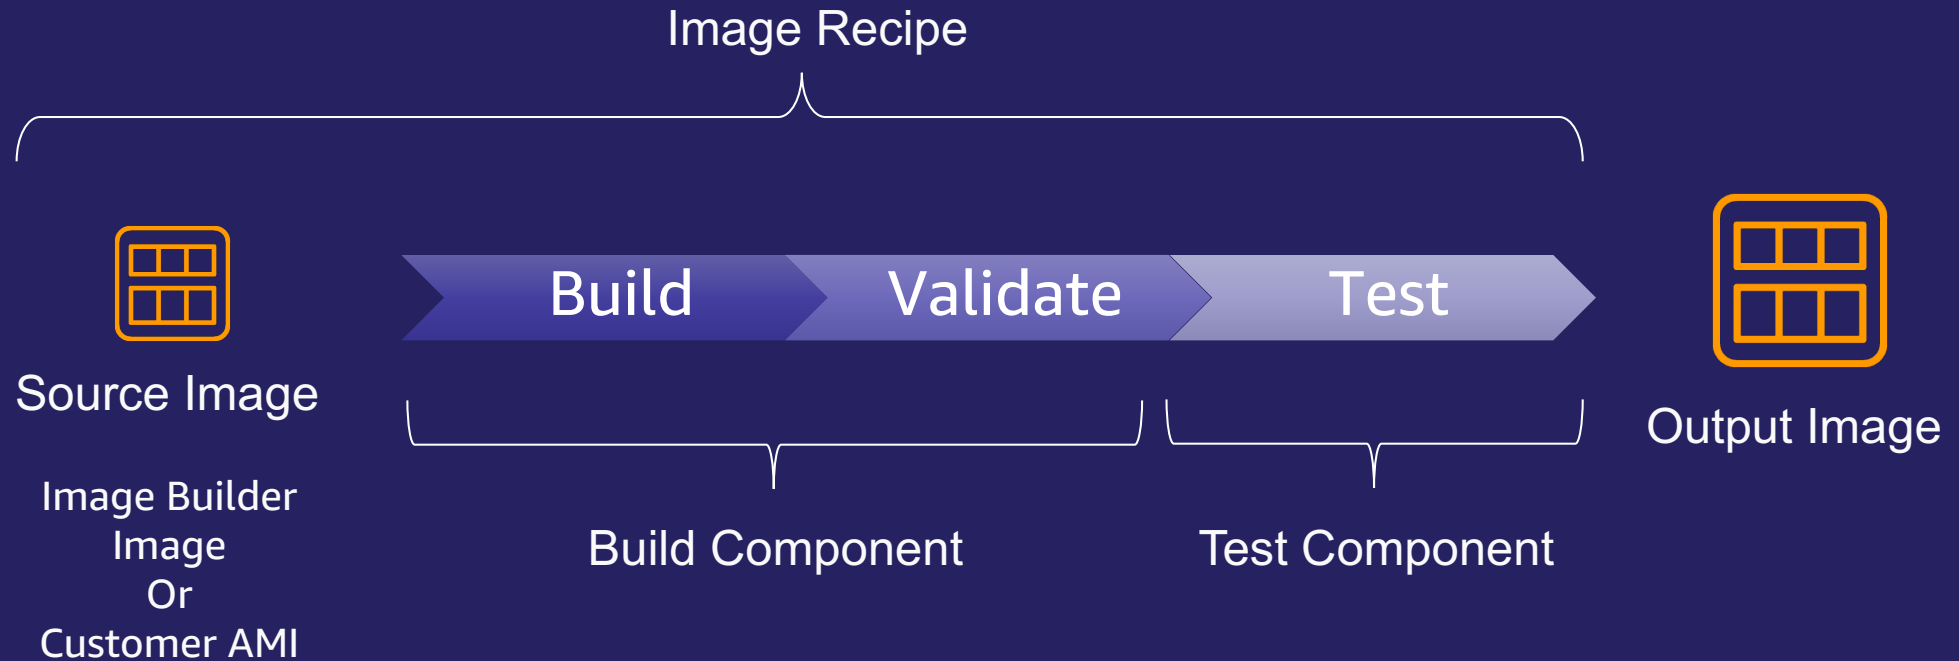 Image Recipe
Build
Validate
Test
Source Image
Output Image
Image Builder
Image
Or
Customer AMI
Build Component
Test Component